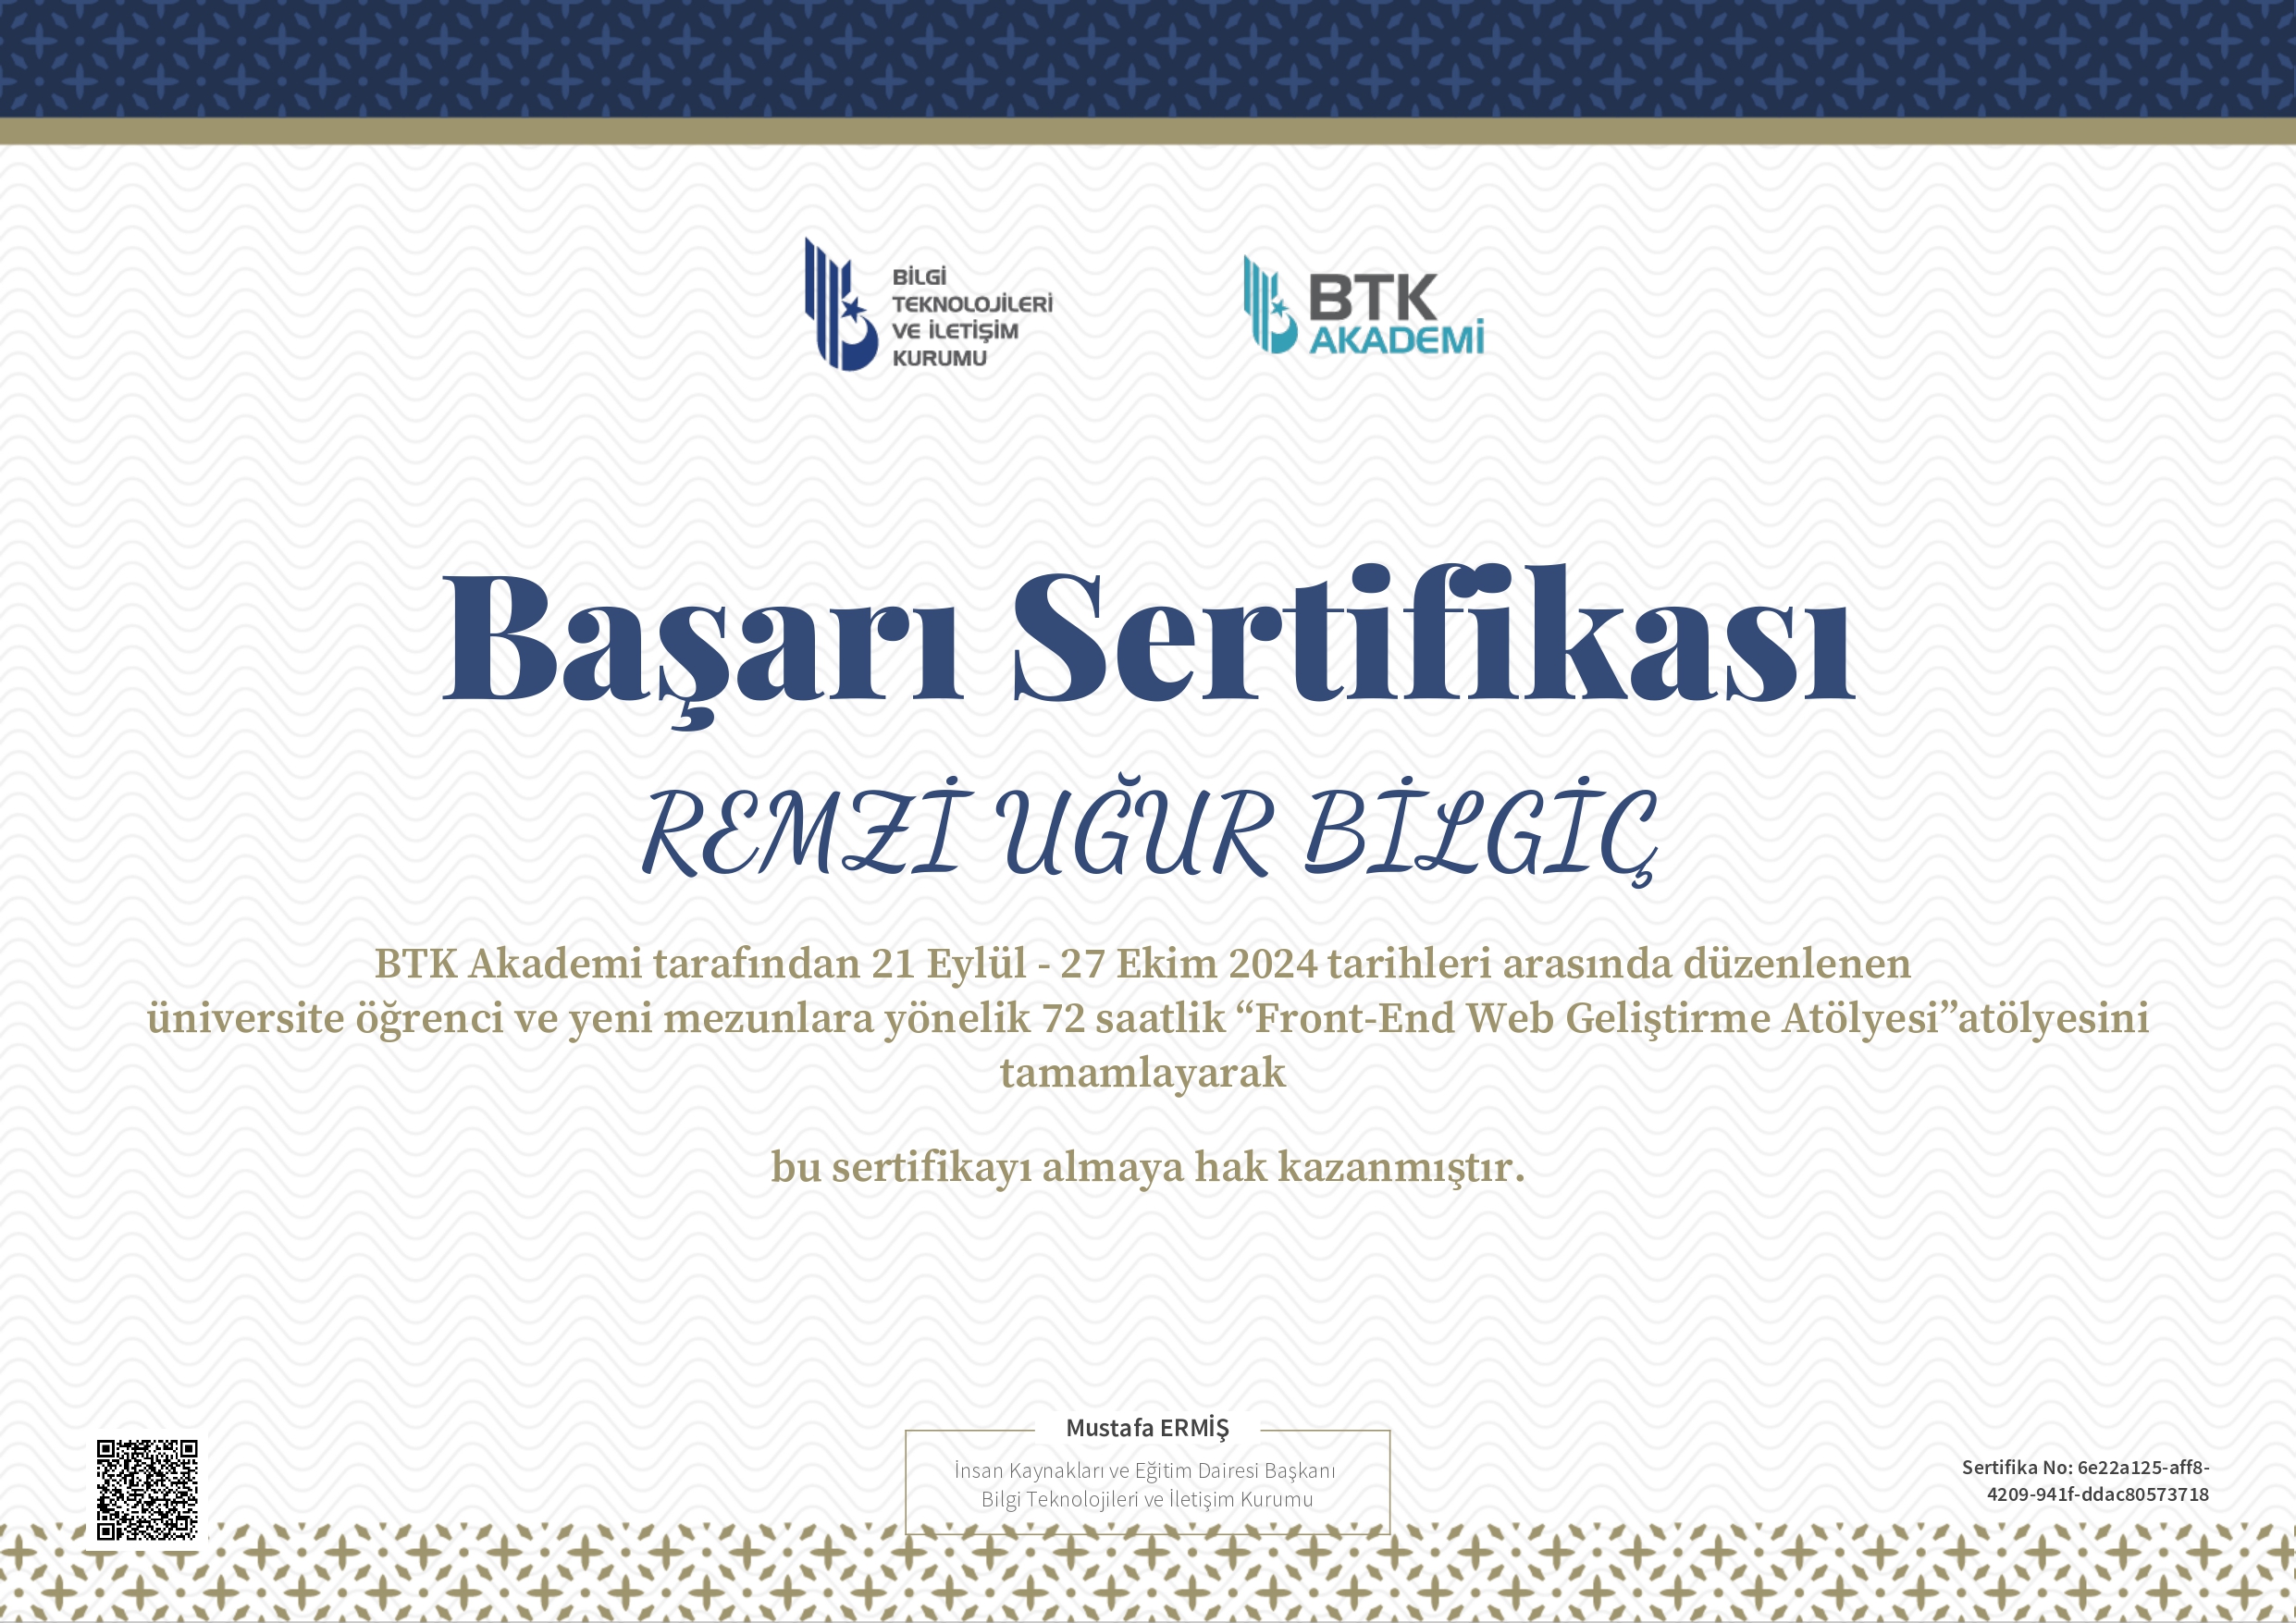 BİLGİ
TEKNOLOJİLERİ
VE İLETİŞİM
KURUMU
BTK
AKADEMİ
Başarı Sertifikası
REMZİ UĞUR BİLGİÇ
BTK Akademi tarafından 21 Eylül - 27 Ekim 2024 tarihleri arasında düzenlenen
üniversite öğrenci ve yeni mezunlara yönelik 72 saatlik “Front-End Web Geliştirme Atölyesi”atölyesini
tamamlayarak
bu sertifikayı almaya hak kazanmıştır.
Mustafa ERMİŞ
İnsan Kaynakları ve Eğitim Dairesi Başkanı
Bilgi Teknolojileri ve İletişim Kurumu
Sertifika No: 6e22a125-aff8-
4209-941f-ddac80573718